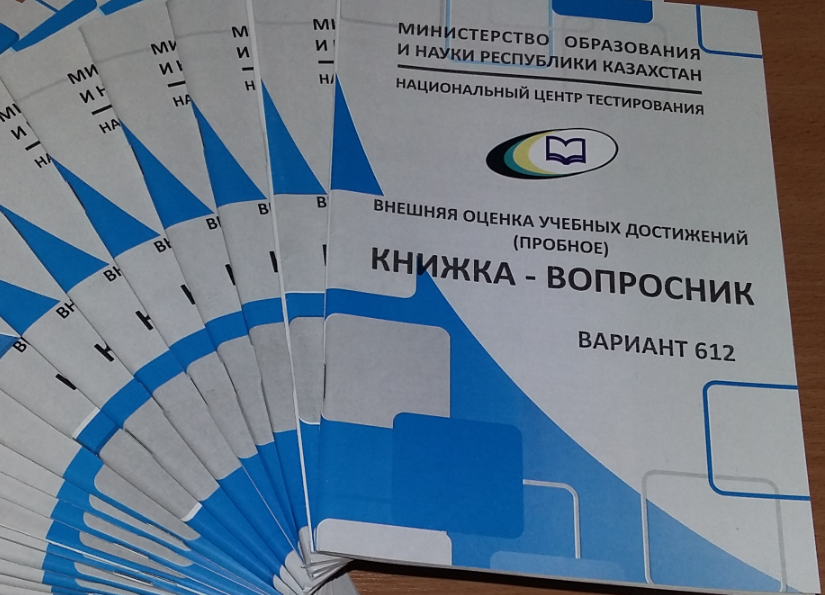 МИНИСТЕРСТВО ОБРАЗОВАНИЯ
И НАУКИ РЕСПУБЛИКИ КАЗАХСТАН
НАЦИОНАЛЬНЫЙ ЦЕНТР ТЕСТИРОВАНИЯ
ВНЕШНЯЯ ОЦЕНКА УЧЕБНЫХ ДОСТИЖЕНИЙ
(ПРОБНОЕ)
КНИЖКА - ВОПРОСНИК
ВАРИАНТ 612